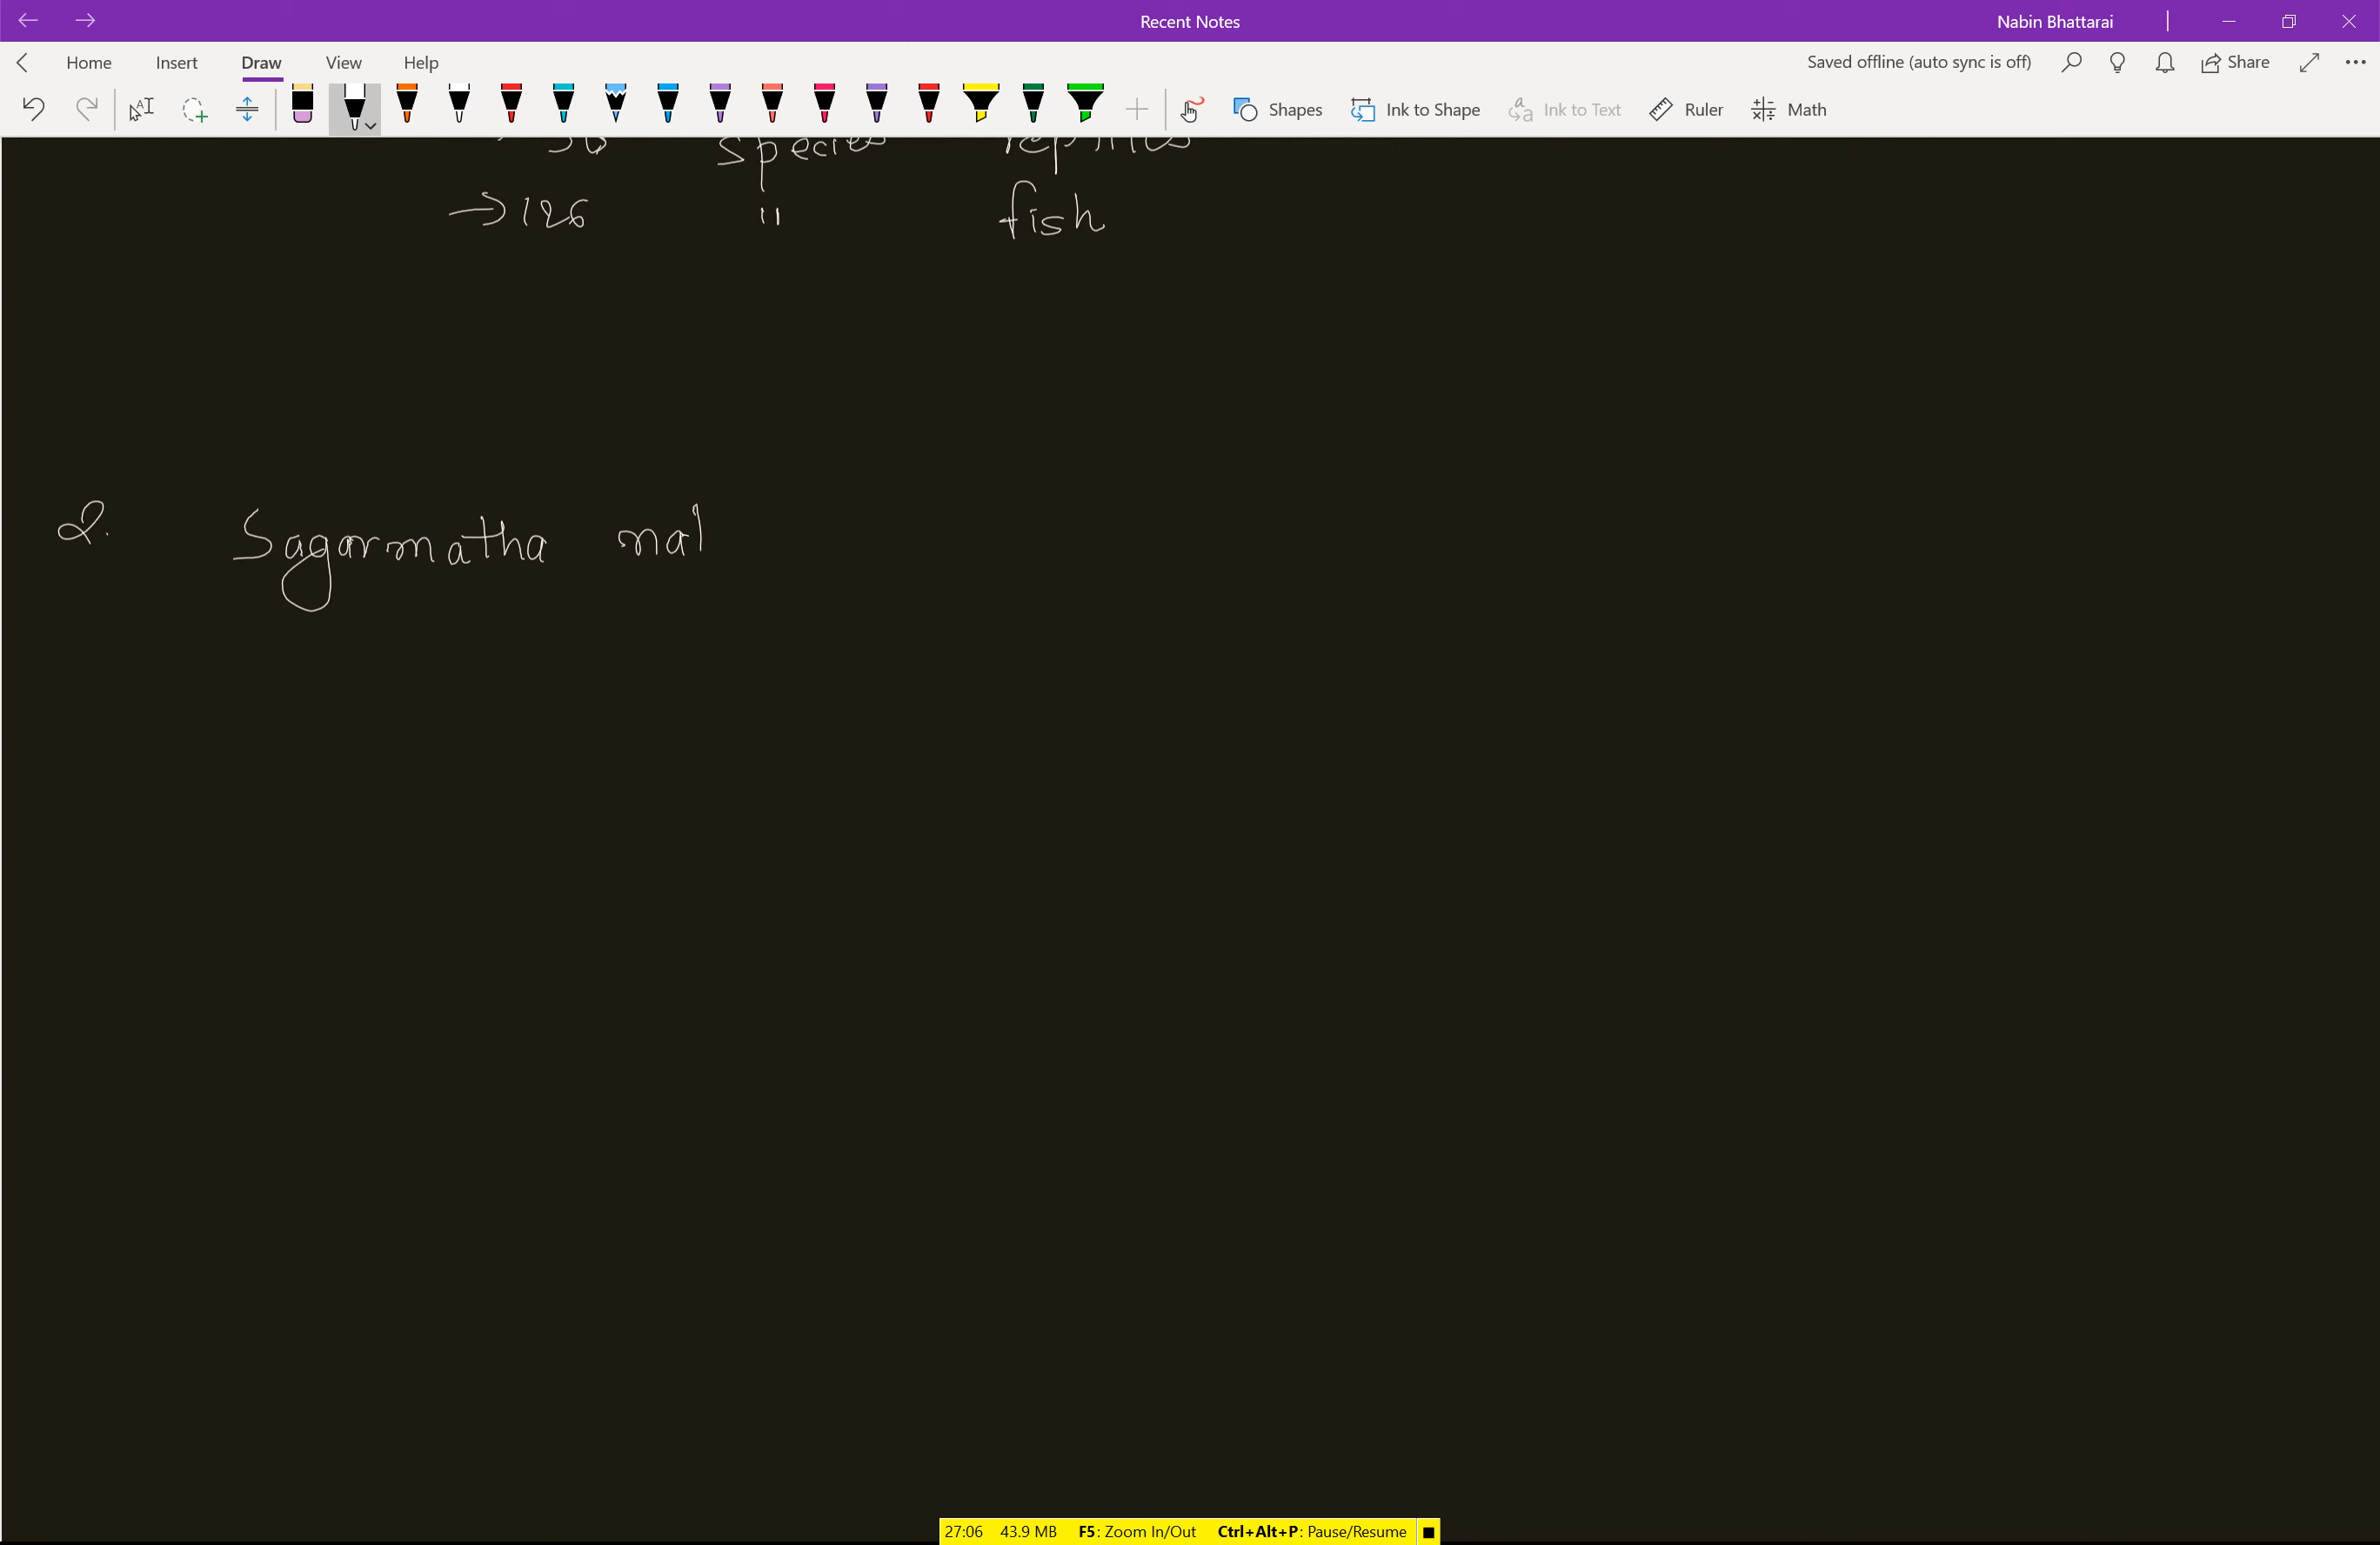 Recent Notes Nabin Bhattarai
Home Insert Draw View Help Saved offline (auto sync is off) Share
Shapes Ink to Shape Ink to Text Ruler Math
species
→126 " fish
2. Sagarmatha nat
27:06 43.9 MB F5: Zoom In/Out Ctrl+Alt+P: Pause/Resume